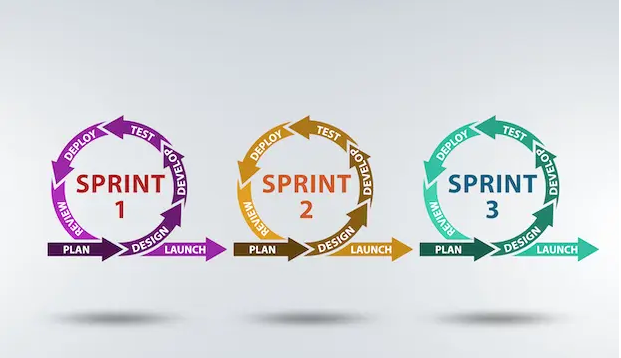 SPRINT
1
PLAN
DESIGN
DEVELOP
TEST
DEPLOY
REVIEW
LAUNCH
SPRINT
2
PLAN
DESIGN
DEVELOP
TEST
DEPLOY
REVIEW
LAUNCH
SPRINT
3
PLAN
DESIGN
DEVELOP
TEST
DEPLOY
REVIEW
LAUNCH